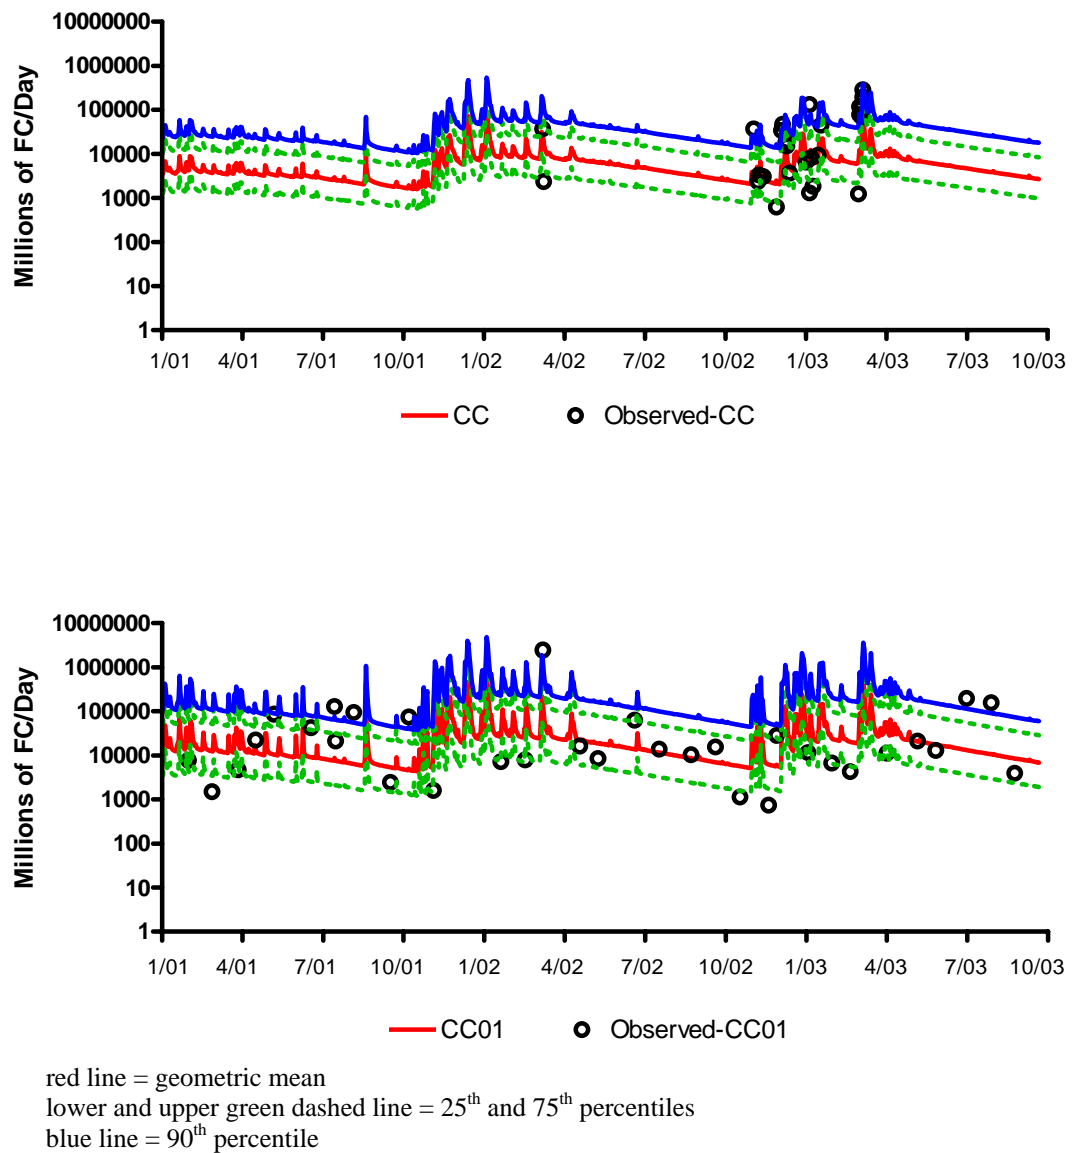 10000000
1000000
100000
10000
1000
100
10
1
Millions of FC/Day
1/01 4/01 7/01 10/01 1/02 4/02 7/02 10/02 1/03 4/03 7/03 10/03
CC Observed-CC
10000000
1000000
100000
10000
1000
100
10
1
Millions of FC/Day
1/01 4/01 7/01 10/01 1/02 4/02 7/02 10/02 1/03 4/03 7/03 10/03
CC01 Observed-CC01
red line = geometric mean
lower and upper green dashed line = 25th and 75th percentiles
blue line = 90th percentile